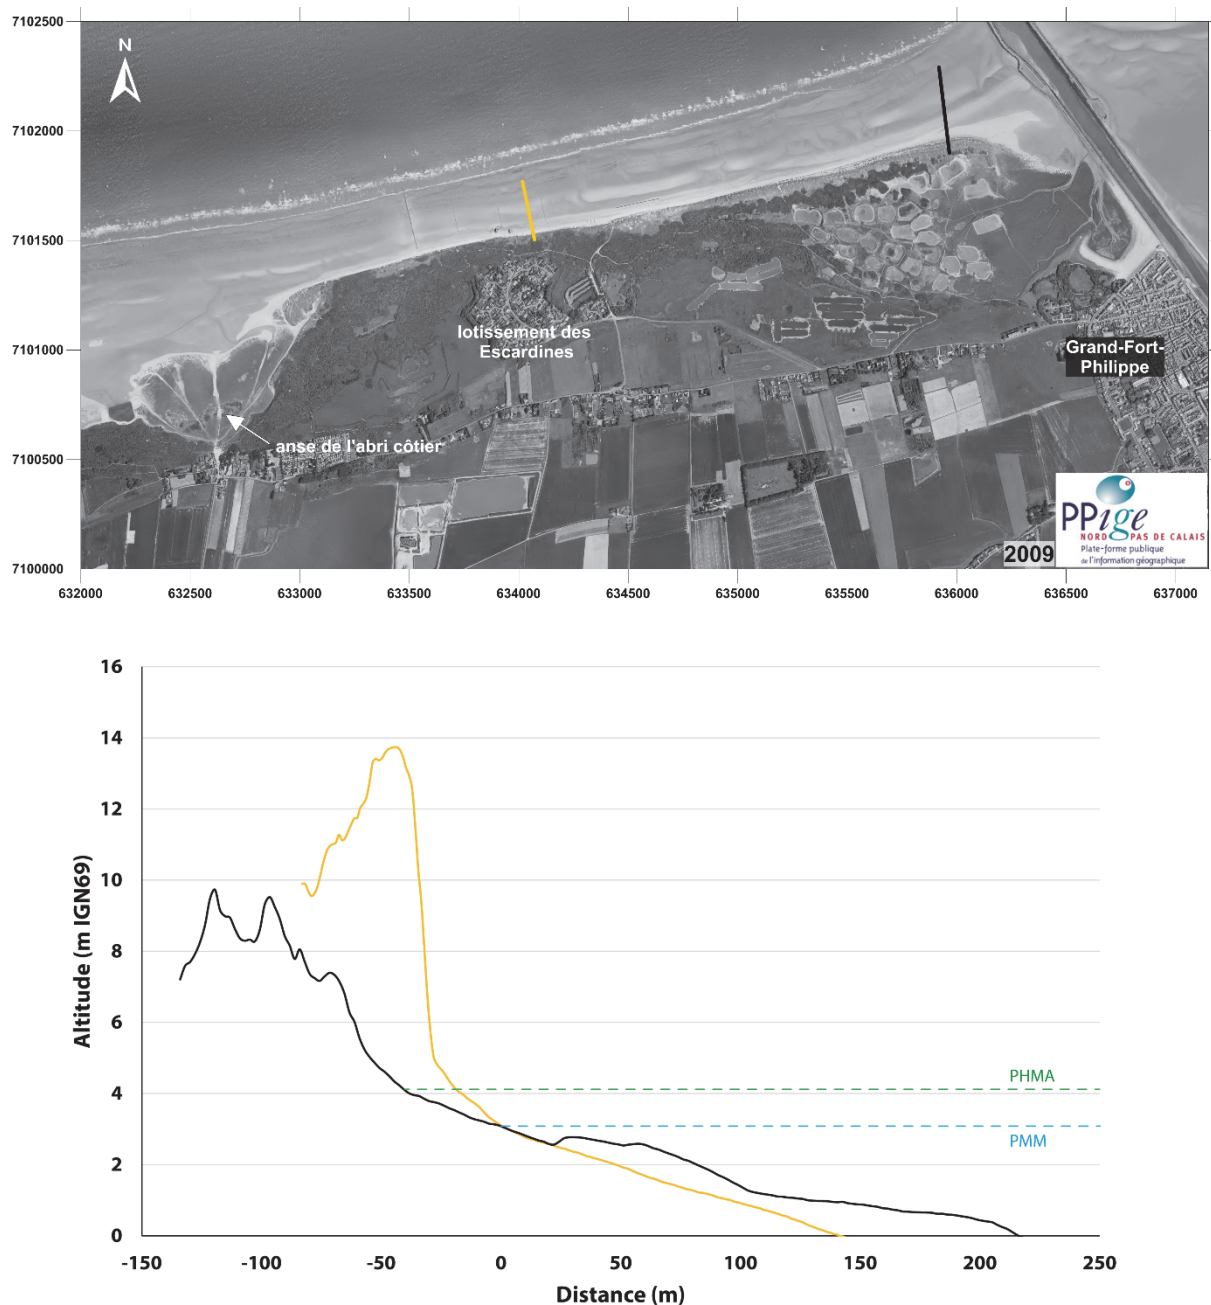 7102500
N
7102000
7101500
lotissement des
Escardines
7101000
Grand-Fort-
Philippe
anse de l'abri côtier
7100500
PPige
NORD PAS DE CALAIS
Plate-forme publique
de l'information géographique
2009
7100000
632000 632500 633000 633500 634000 634500 635000 635500 636000 636500 637000
16
14
12
10
8
6
4
2
0
Altitude (m IGN69)
PHMA
PMM
-150 -100 -50 0 50 100 150 200 250
Distance (m)